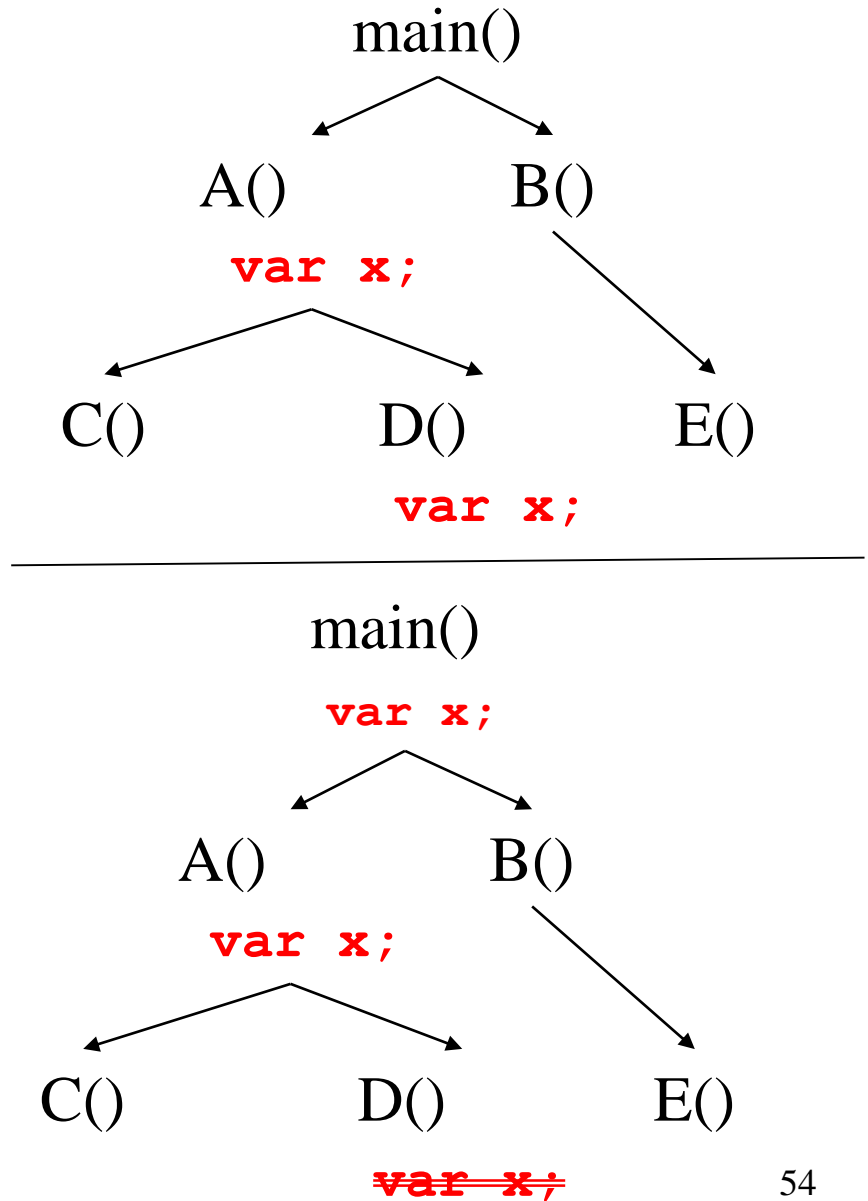 main()
A() B()
var x;
C() D() E()
var x;
main()
var x;
A() B()
var x;
C() D() E()
var x;
54